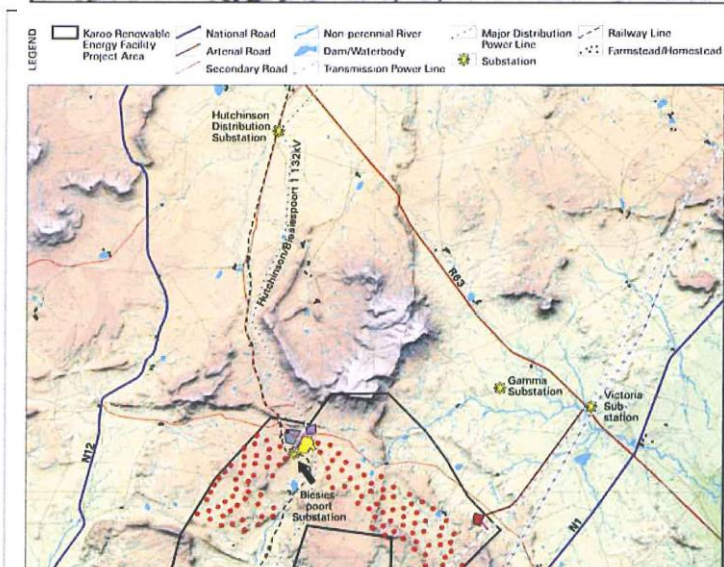 LEGEND
Karoo Renewable
Energy Facility
Project Area
National Road
Arterial Road
Secondary Road
Non-perennial River
Dam/Waterbody
Transmission Power Line
Major Distribution
Power Line
Substation
Railway Line
Farmstead/Homestead
Hutchinson
Distribution
Substation
Hutchinson/Biesiespoort 1 132kV
R63
Gamma
Substation
Victoria
Sub-
station
N12
Biesies-
poort
Substation
N1